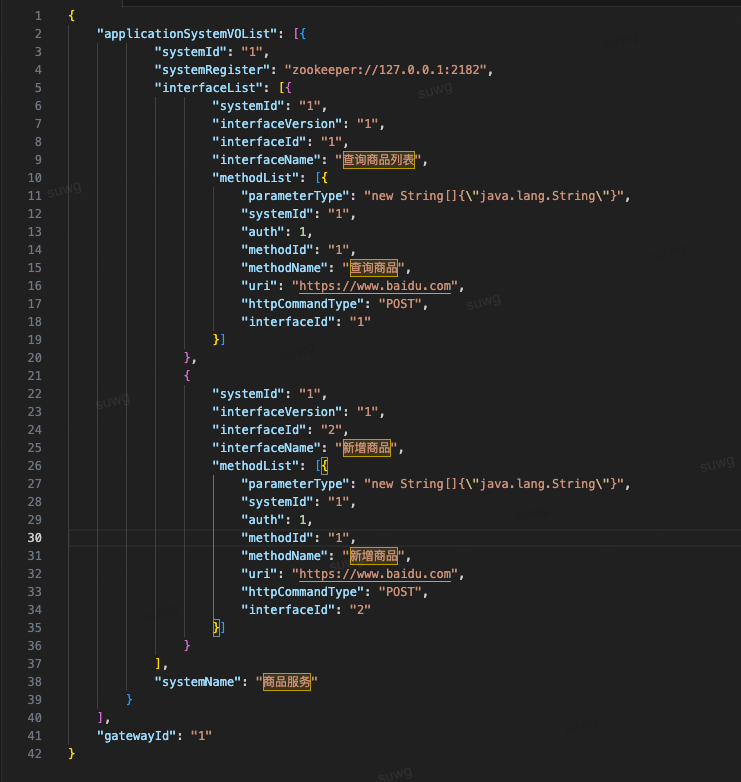 1 {
2 "applicationSystemVOList": [{
3 "systemId": "1",
4 "systemRegister": "zookeeper://127.0.0.1:2182",
5 "interfaceList": [{
6 "systemId": "1",
7 "interfaceVersion": "1",
8 "interfaceId": "1",
9 "interfaceName": "查询商品列表",
10 "methodList": [{
11 "parameterType": "new String[]{\"java.lang.String\"}",
12 "systemId": "1",
13 "auth": 1,
14 "methodId": "1",
15 "methodName": "查询商品",
16 "uri": "https://www.baidu.com",
17 "httpCommandType": "POST",
18 "interfaceId": "1"
19 }]
20 },
21 {
22 "systemId": "1",
23 "interfaceVersion": "1",
24 "interfaceId": "2",
25 "interfaceName": "新增商品",
26 "methodList": [{
27 "parameterType": "new String[]{\"java.lang.String\"}",
28 "systemId": "1",
29 "auth": 1,
30 "methodId": "1",
31 "methodName": "新增商品",
32 "uri": "https://www.baidu.com",
33 "httpCommandType": "POST",
34 "interfaceId": "2"
35 }]
36 }
37 ],
38 "systemName": "商品服务"
39 }
40 ],
41 "gatewayId": "1"
42 }
suwg
suwg
suwg
suwg
suwg
suwg